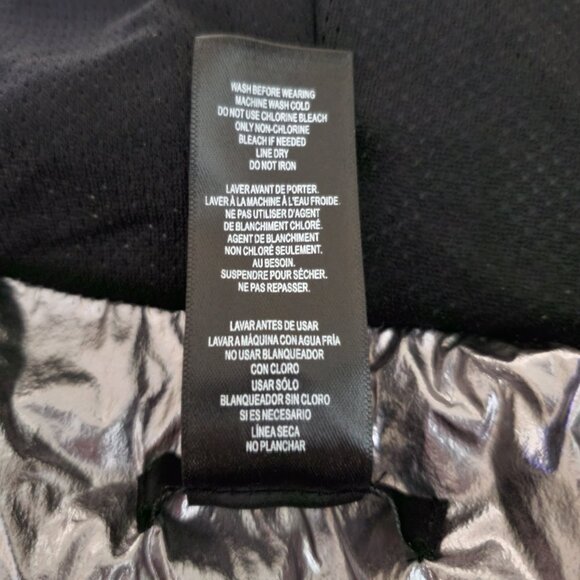 WASH BEFORE WEARING
MACHINE WASH COLD
DO NOT USE CHLORINE BLEACH
ONLY NON-CHLORINE
BLEACH IF NEEDED
LINE DRY
DO NOT IRON
LAVER AVANT DE PORTER.
LAVER À LA MACHINE À L'EAU FROIDE.
NE PAS UTILISER D'AGENT
DE BLANCHIMENT CHLORÉ.
AGENT DE BLANCHIMENT
NON CHLORÉ SEULEMENT.
AU BESOIN.
SUSPENDRE POUR SÉCHER.
NE PAS REPASSER.
LAVAR ANTES DE USAR
LAVAR A MÁQUINA CON AGUA FRÍA
NO USAR BLANQUEADOR
CON CLORO
USAR SÓLO
BLANQUEADOR SIN CLORO
SI ES NECESARIO
LÍNEA SECA
NO PLANCHAR